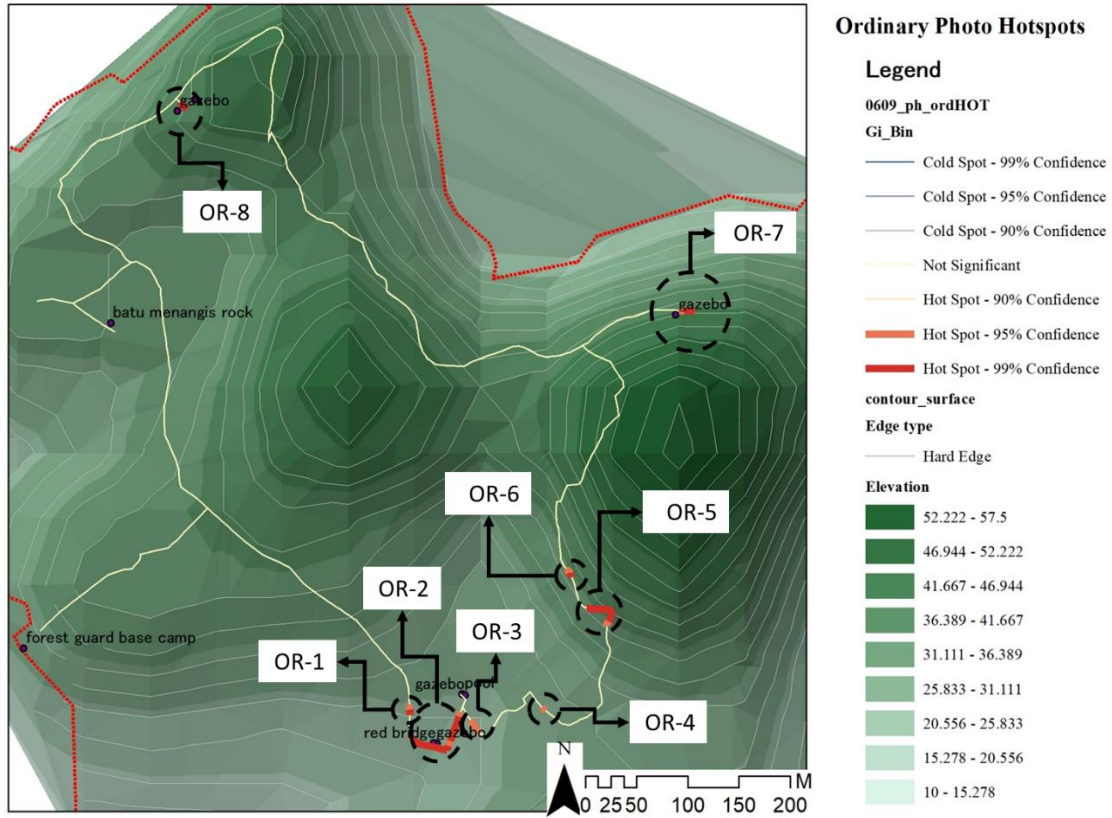 gazebo
OR-8
OR-7
gazebo
batu menangis rock
OR-6
OR-5
OR-2
OR-3
forest guard base camp
OR-1
gazebopool
OR-4
red bridgegazebo
N
M
0 25 50 100 150 200
Ordinary Photo Hotspots
Legend
0609_ph_ordHOT
Gi_Bin
Cold Spot - 99% Confidence
Cold Spot - 95% Confidence
Cold Spot - 90% Confidence
Not Significant
Hot Spot - 90% Confidence
Hot Spot - 95% Confidence
Hot Spot - 99% Confidence
contour_surface
Edge type
Hard Edge
Elevation
52.222 - 57.5
46.944 - 52.222
41.667 - 46.944
36.389 - 41.667
31.111 - 36.389
25.833 - 31.111
20.556 - 25.833
15.278 - 20.556
10 - 15.278